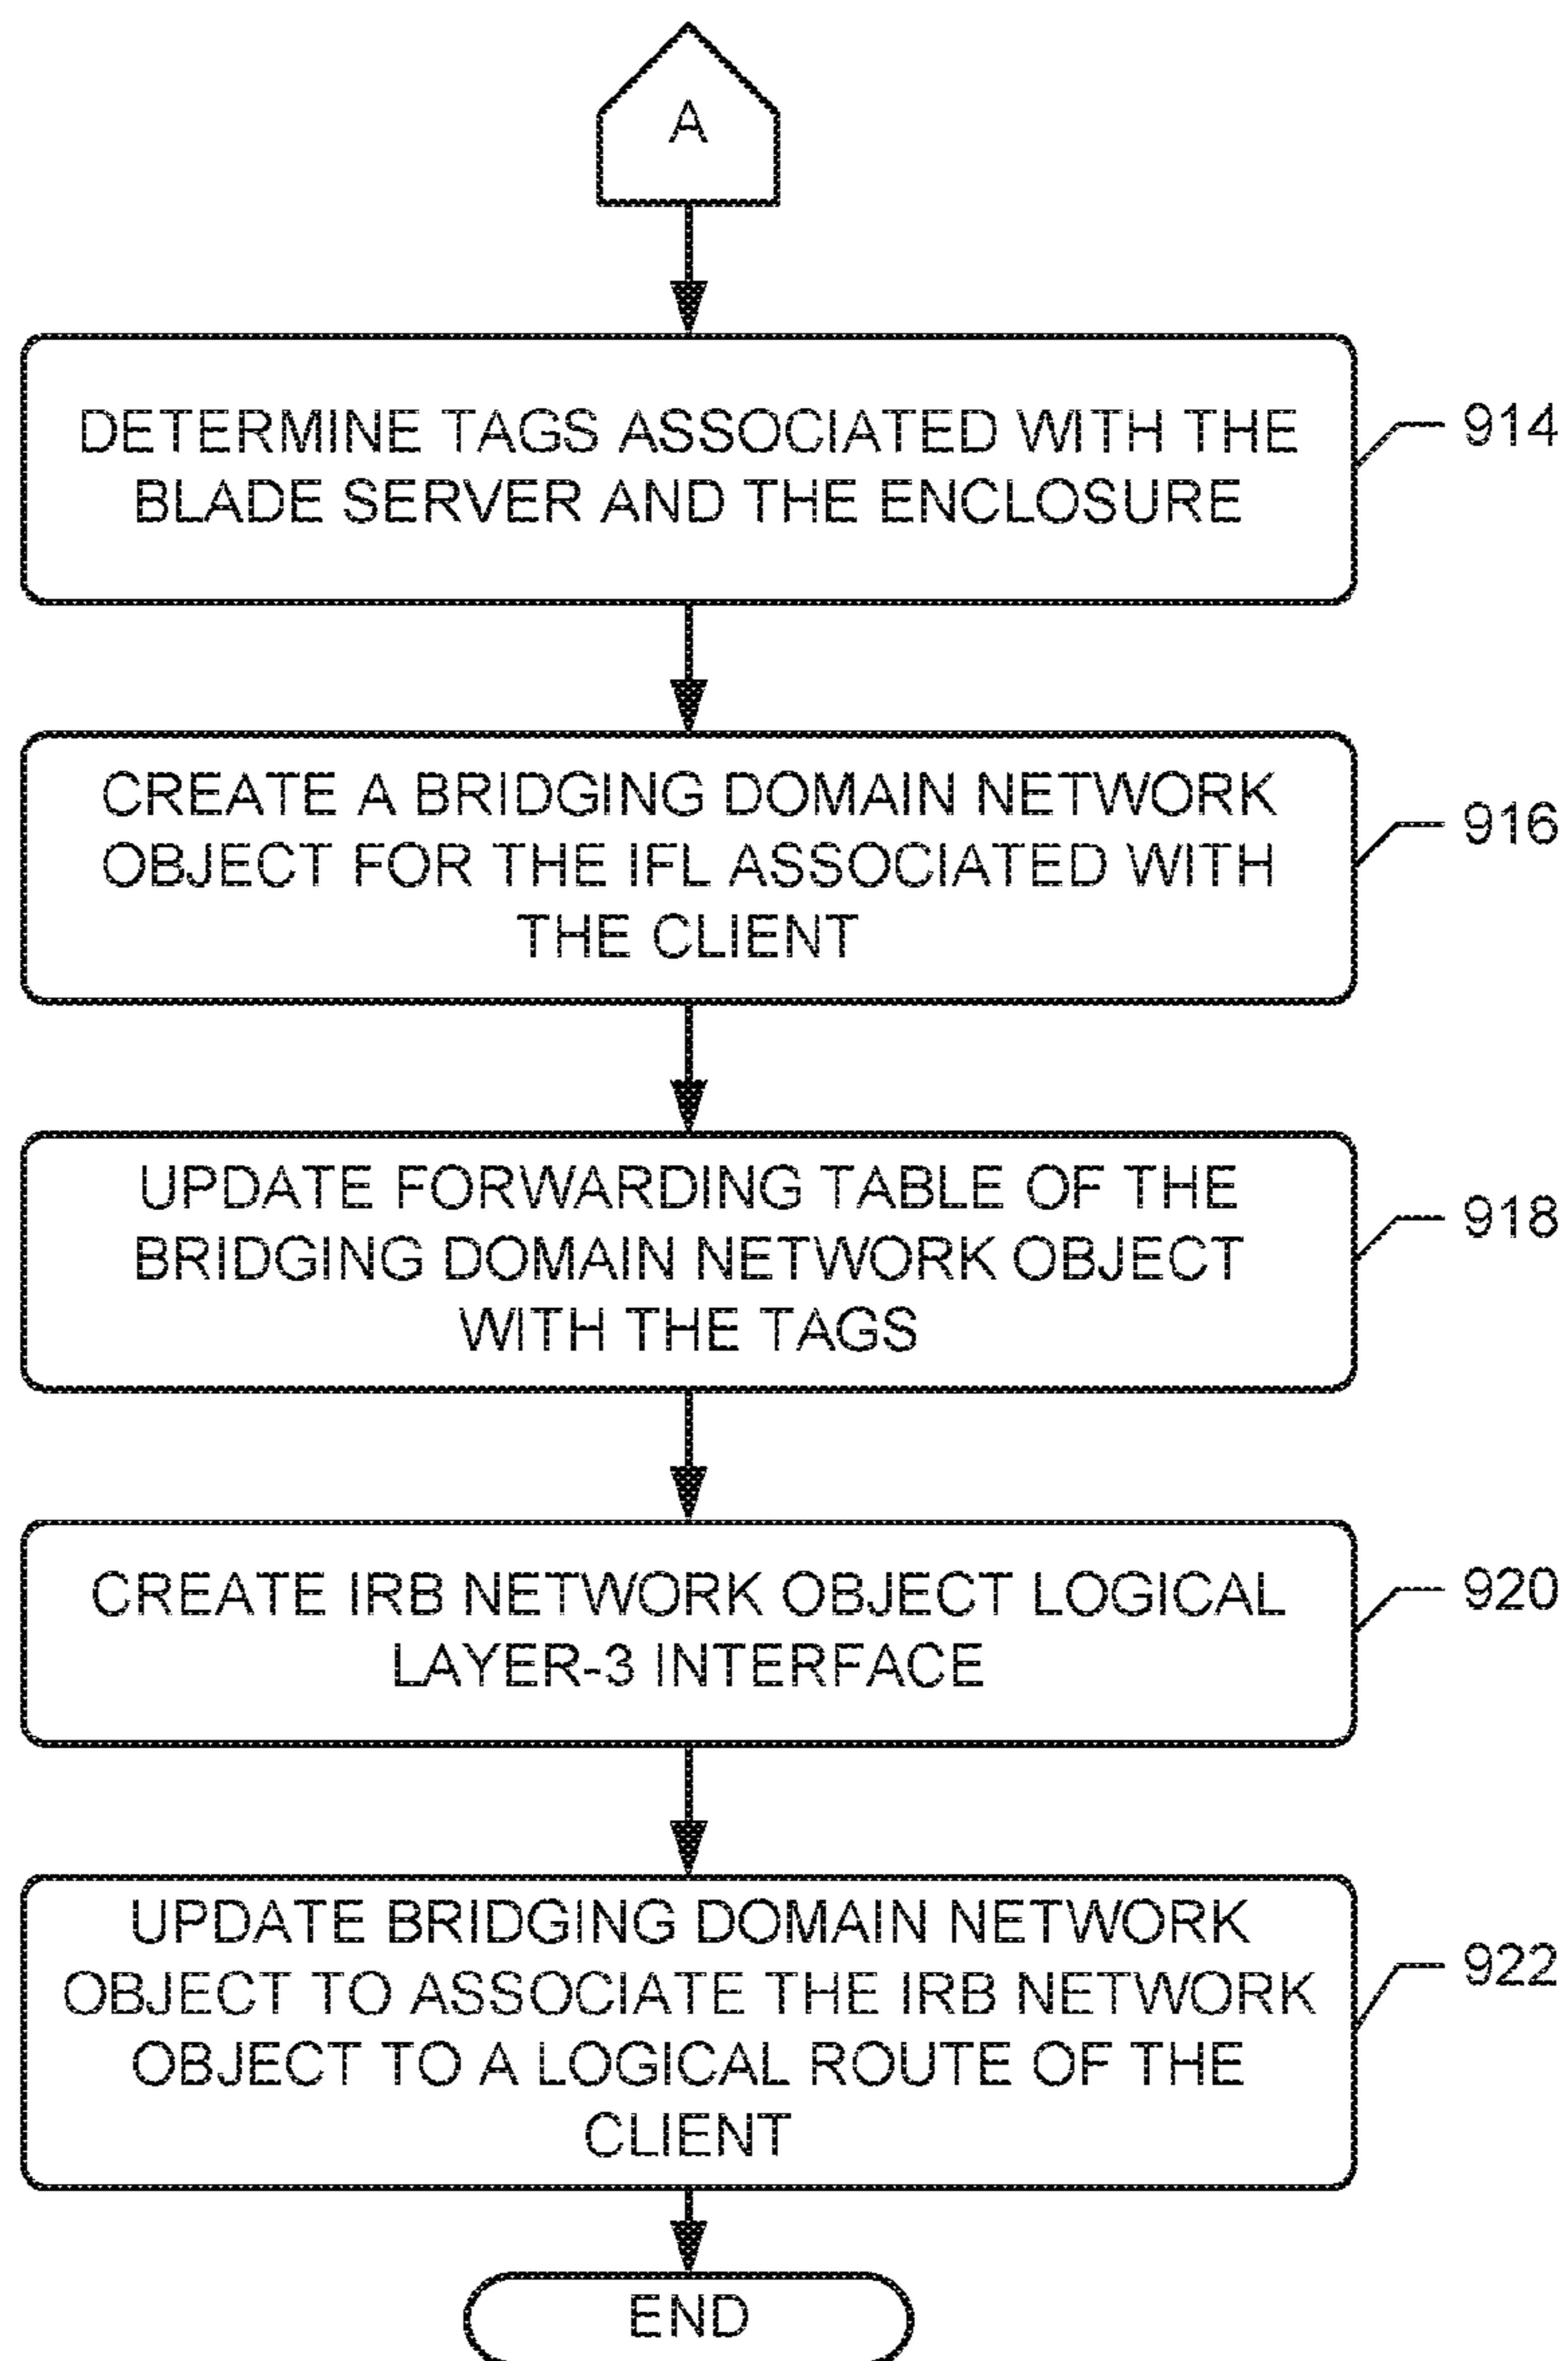 A
DETERMINE TAGS ASSOCIATED WITH THE
BLADE SERVER AND THE ENCLOSURE
914
CREATE A BRIDGING DOMAIN NETWORK
OBJECT FOR THE IFL ASSOCIATED WITH
THE CLIENT
916
UPDATE FORWARDING TABLE OF THE
BRIDGING DOMAIN NETWORK OBJECT
WITH THE TAGS
918
CREATE IRB NETWORK OBJECT LOGICAL
LAYER-3 INTERFACE
920
UPDATE BRIDGING DOMAIN NETWORK
OBJECT TO ASSOCIATE THE IRB NETWORK
OBJECT TO A LOGICAL ROUTE OF THE
CLIENT
922
END